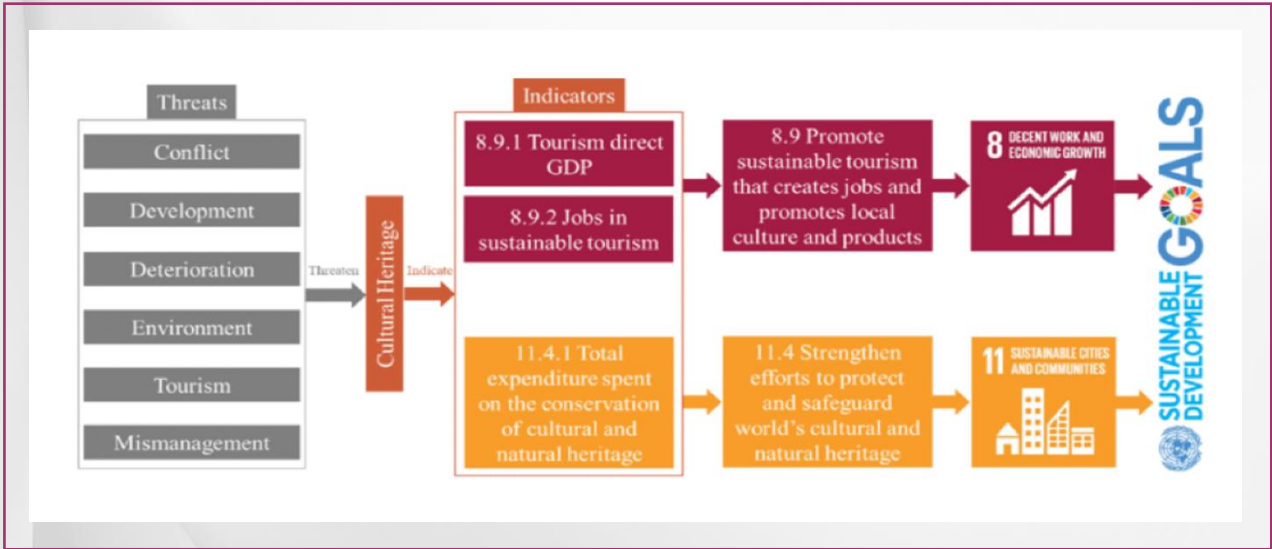 Threats
Conflict
Development
Deterioration
Environment
Tourism
Mismanagement
Threaten
Cultural Heritage
Indicate
Indicators
8.9.1 Tourism direct
GDP
8.9.2 Jobs in
sustainable tourism
11.4.1 Total
expenditure spent
on the conservation
of cultural and
natural heritage
8.9 Promote
sustainable tourism
that creates jobs and
promotes local
culture and products
11.4 Strengthen
efforts to protect
and safeguard
world's cultural and
natural heritage
8 DECENT WORK AND
ECONOMIC GROWTH
11 SUSTAINABLE CITIES
AND COMMUNITIES
SUSTAINABLE
DEVELOPMENT
GOALS